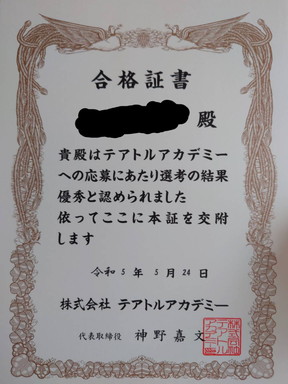 合格証書
殿
貴殿はテアトルアカデミー
への応募にあたり選考の結果
優秀と認められました
依ってここに本証を交附
します
令和5年5月24日
株式会社 テアトルアカデミー
代表取締役 神野嘉文